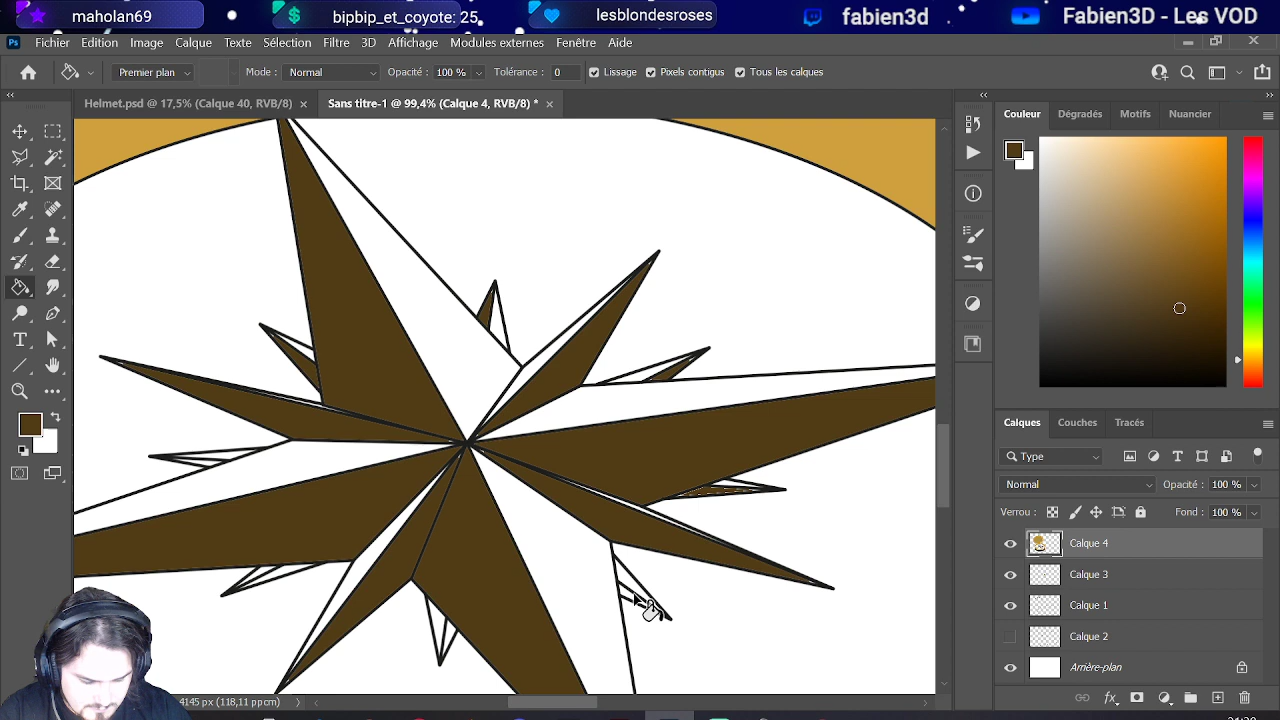 maholan69
bipbip_et_coyote: 25
lesblondesroses
fabien3d
Fabien3D - Les VOD
Ps
Fichier Edition Image Calque Texte Sélection Filtre 3D Affichage Modules externes Fenêtre Aide
Premier plan
Mode : Normal
Opacité : 100 %
Tolérance : 0
Lissage
Pixels contigus
Tous les calques
Helmet.psd @ 17,5% (Calque 40, RVB/8)
Sans titre-1 @ 99,4% (Calque 4, RVB/8) *
Couleur Dégradés Motifs Nuancier
Calques Couches Tracés
Type
Normal
Opacité : 100 %
Verrou :
Fond : 100 %
Calque 4
Calque 3
Calque 1
Calque 2
Arrière-plan
4145 px (118,11 ppcm)